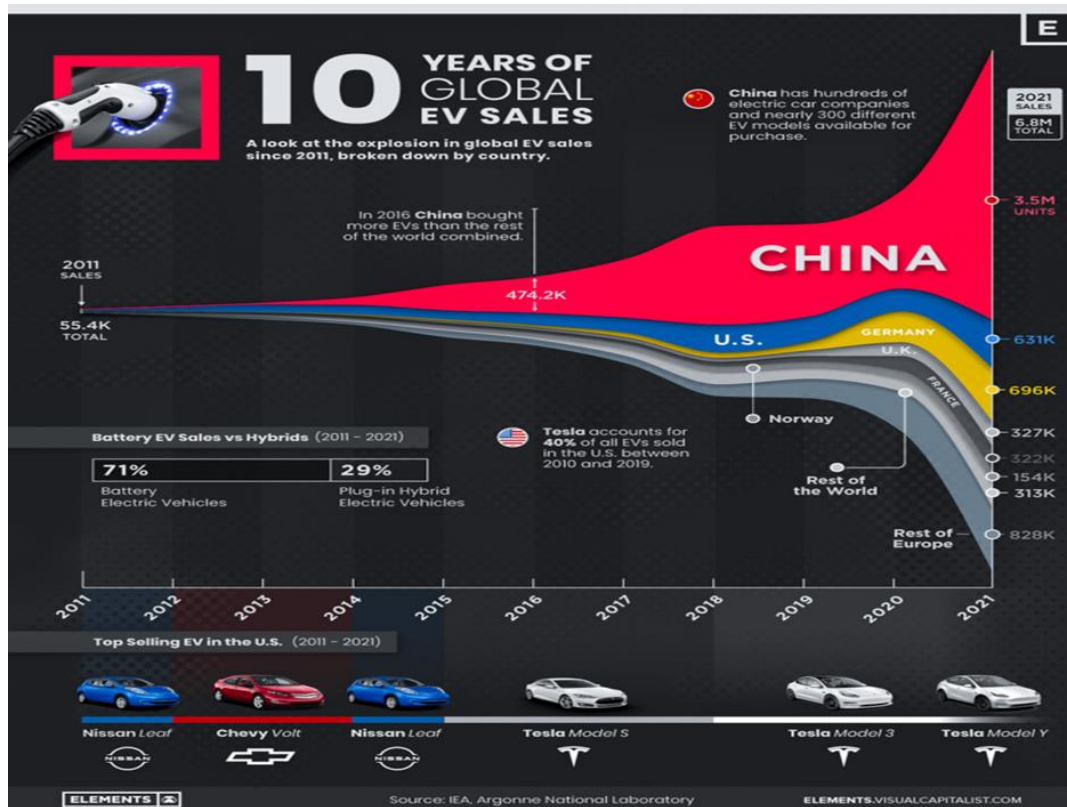 E
10
YEARS OF
GLOBAL
EV SALES
A look at the explosion in global EV sales
since 2011, broken down by country.
China has hundreds of
electric car companies
and nearly 300 different
EV models available for
purchase.
2021
SALES
6.8M
TOTAL
In 2016 China bought
more EVs than the rest
of the world combined.
3.5M
UNITS
CHINA
2011
SALES
474.2K
55.4K
TOTAL
U.S.
GERMANY
U.K.
FRANCE
631K
696K
Norway
327K
322K
154K
313K
Rest of
the World
Rest of
Europe
828K
Battery EV Sales vs Hybrids (2011 - 2021)
71%
29%
Battery
Electric Vehicles
Plug-in Hybrid
Electric Vehicles
Tesla accounts for
40% of all EVs sold
in the U.S. between
2010 and 2019.
2011
2012
2013
2014
2015
2016
2017
2018
2019
2020
2021
Top Selling EV in the U.S. (2011 - 2021)
Nissan Leaf
Chevy Volt
Nissan Leaf
Tesla Model S
Tesla Model 3
Tesla Model Y
NISSAN
NISSAN
ELEMENTS
Source: IEA, Argonne National Laboratory
ELEMENTS.VISUALCAPITALIST.COM